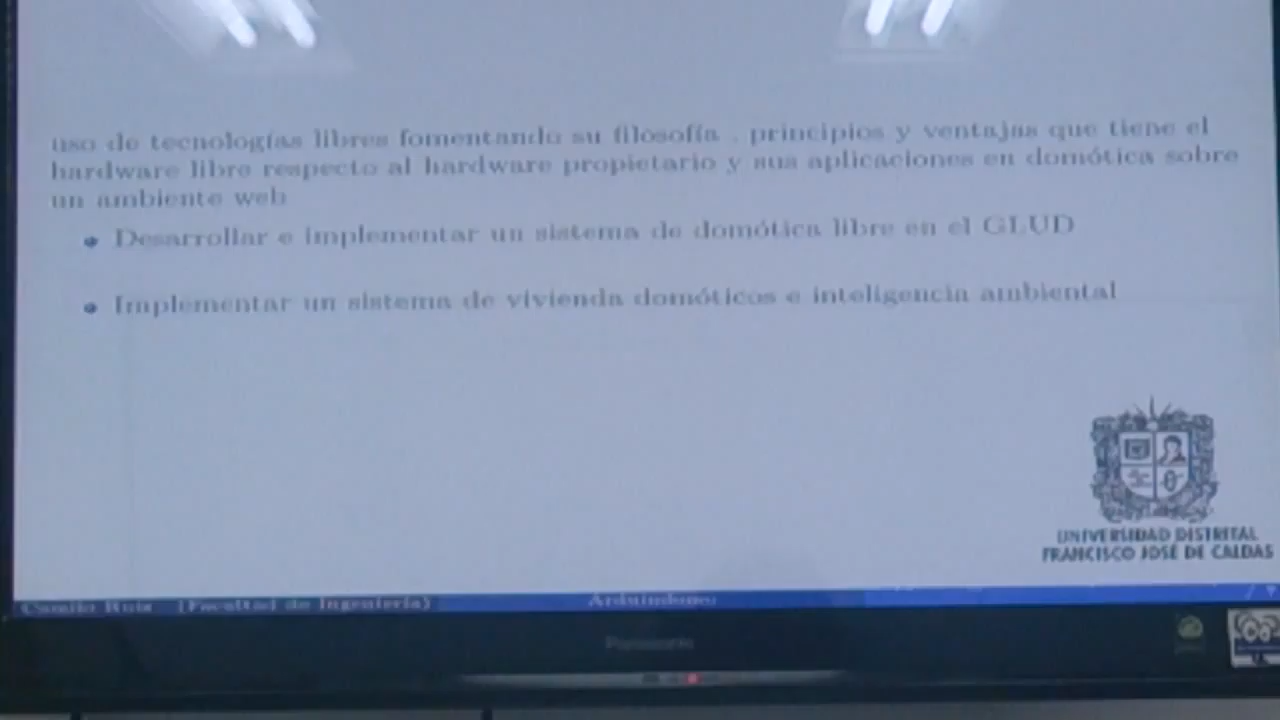 uso de tecnologías libres fomentando su filosofía , principios y ventajas que tiene el
hardware libre respecto al hardware propietario y sus aplicaciones en domótica sobre
un ambiente web
Desarrollar e implementar un sistema de domótica libre en el GLUD
Implementar un sistema de vivienda domóticos e inteligencia ambiental
UNIVERSIDAD DISTRITAL
FRANCISCO JOSÉ DE CALDAS
Camilo Ruiz (Facultad de Ingeniería)
Panasonic